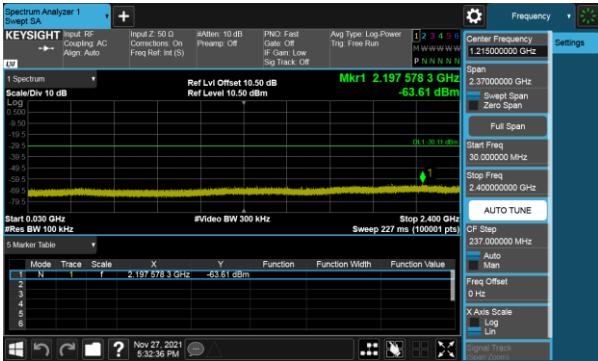 Spectrum Analyzer 1
Swept SA
Frequency
KEYSIGHT
Input: RF
Coupling: AC
Align: Auto
Input Z: 50 Ω
Corrections: On
Freq Ref: Int (S)
#Atten: 10 dB
Preamp: Off
PNO: Fast
Gate: Off
IF Gain: Low
Sig Track: Off
Avg Type: Log-Power
Trig: Free Run
1 2 3 4 5 6
M W W W W W
P N N N N N
Center Frequency
1.215000000 GHz
Settings
Span
2.37000000 GHz
Swept Span
Zero Span
Full Span
Start Freq
30.000000 MHz
Stop Freq
2.400000000 GHz
AUTO TUNE
CF Step
237.000000 MHz
Auto
Man
Freq Offset
0 Hz
X Axis Scale
Log
Lin
Signal Track
(Span Zoom)
1 Spectrum
Scale/Div 10 dB
Ref Lvl Offset 10.50 dB
Ref Level 10.50 dBm
Mkr1 2.197 578 3 GHz
-63.61 dBm
Log
0.500
-9.50
-19.5
-29.5
-39.5
-49.5
-59.5
-69.5
-79.5
1
Start 0.030 GHz
#Res BW 100 kHz
#Video BW 300 kHz
Stop 2.400 GHz
Sweep 227 ms (100001 pts)
5 Marker Table
Mode Trace Scale X Y Function Function Width Function Value
1 N 1 f 2.197 578 3 GHz -63.61 dBm
2
3
4
5
6
?
Nov 27, 2021
5:32:36 PM